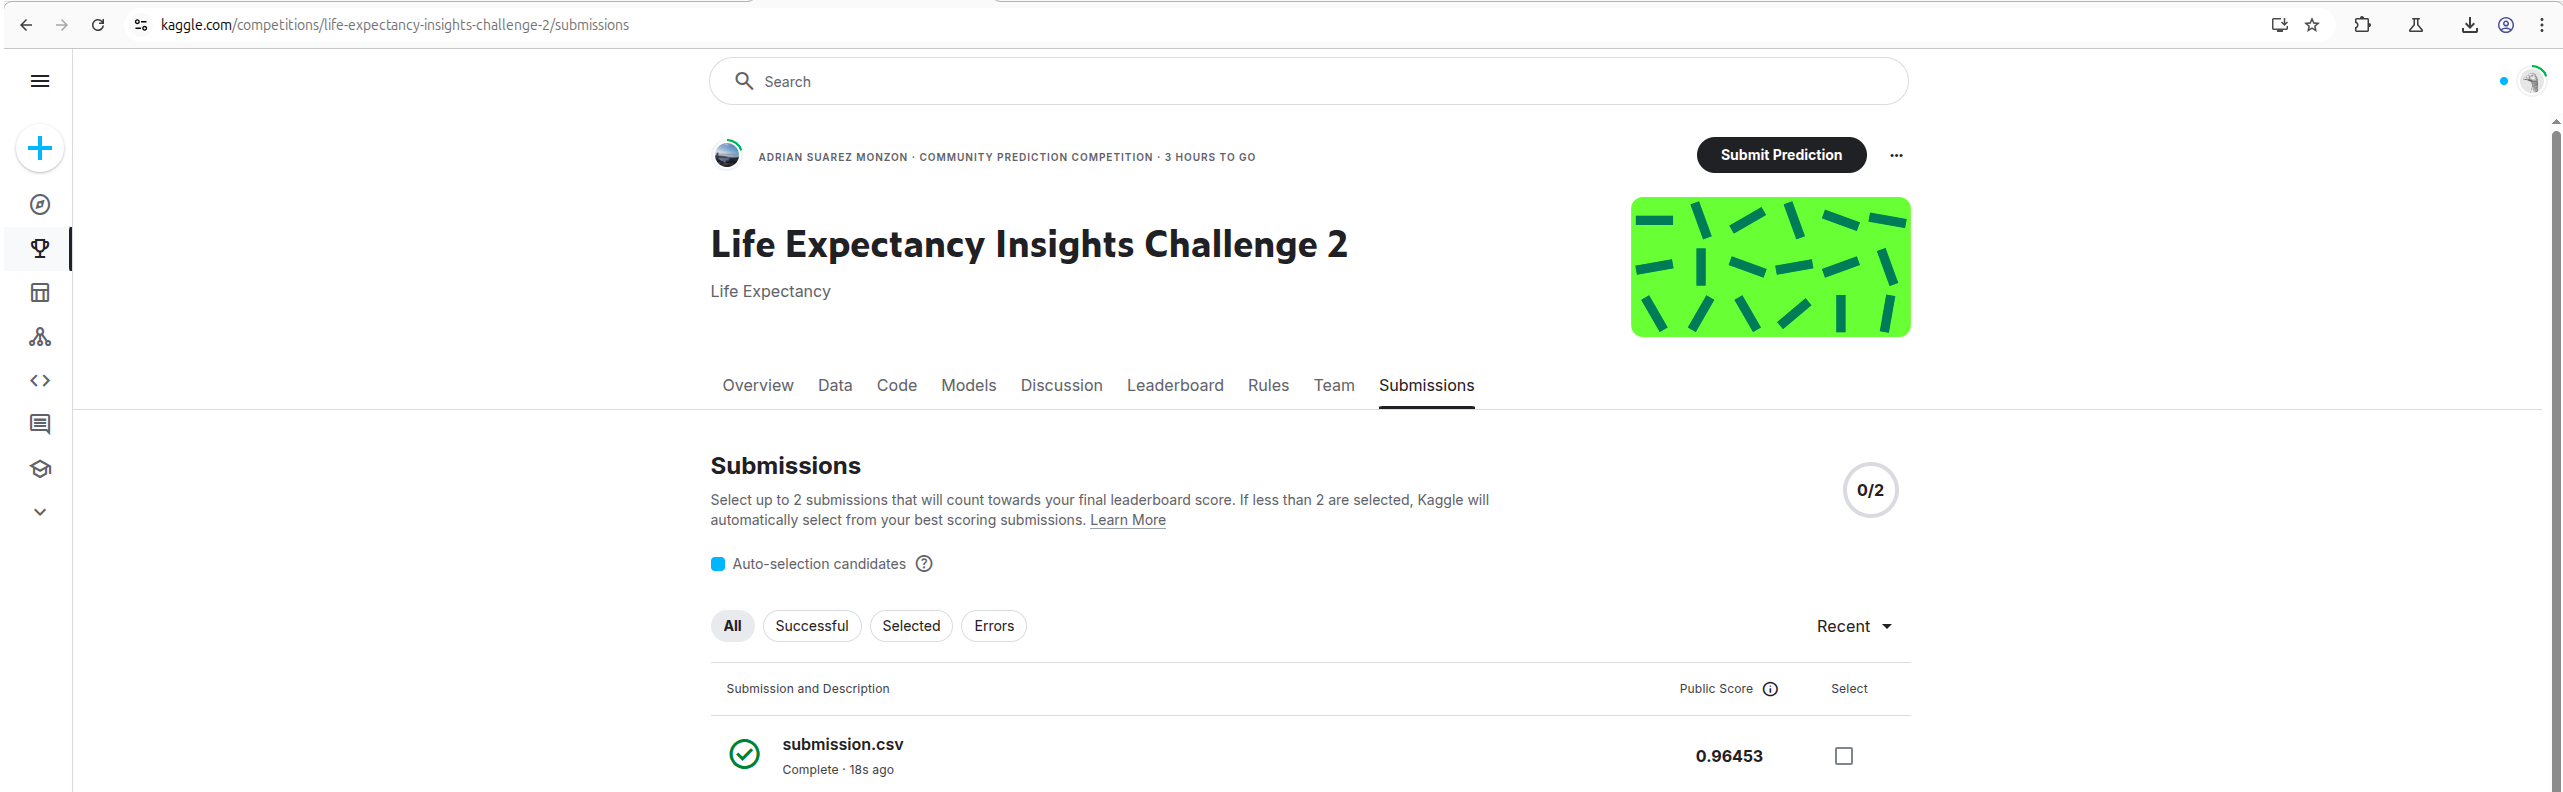 kaggle.com/competitions/life-expectancy-insights-challenge-2/submissions
Search
ADRIAN SUAREZ MONZON · COMMUNITY PREDICTION COMPETITION · 3 HOURS TO GO
Submit Prediction
Life Expectancy Insights Challenge 2
Life Expectancy
Overview Data Code Models Discussion Leaderboard Rules Team Submissions
Submissions
Select up to 2 submissions that will count towards your final leaderboard score. If less than 2 are selected, Kaggle will
automatically select from your best scoring submissions. Learn More
0/2
Auto-selection candidates
All Successful Selected Errors
Recent
Submission and Description Public Score Select
submission.csv
Complete · 18s ago
0.96453